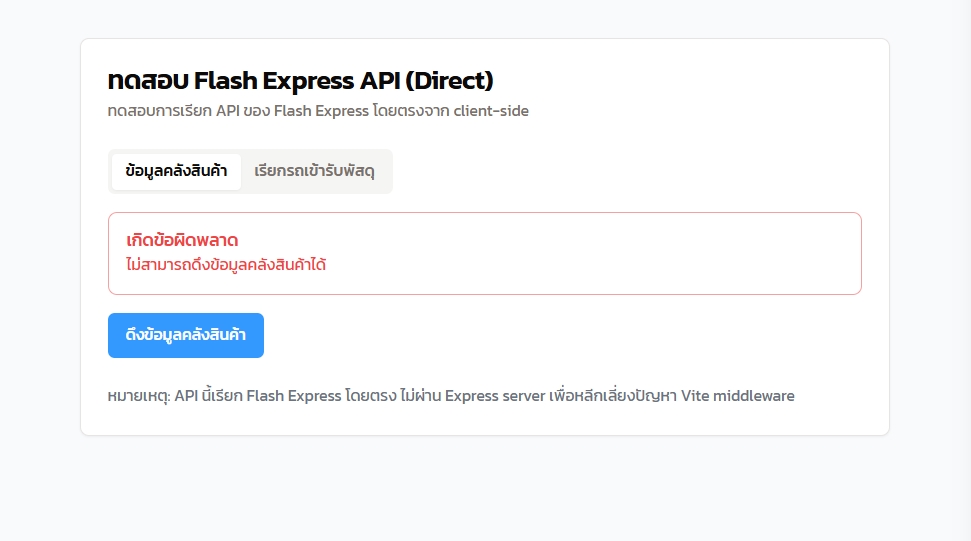 ทดสอบ Flash Express API (Direct)
ทดสอบการเรียก API ของ Flash Express โดยตรงจาก client-side
ข้อมูลคลังสินค้า
เรียกรถเข้ารับพัสดุ
เกิดข้อผิดพลาด
ไม่สามารถดึงข้อมูลคลังสินค้าได้
ดึงข้อมูลคลังสินค้า
หมายเหตุ: API นี้เรียก Flash Express โดยตรง ไม่ผ่าน Express server เพื่อหลีกเลี่ยงปัญหา Vite middleware